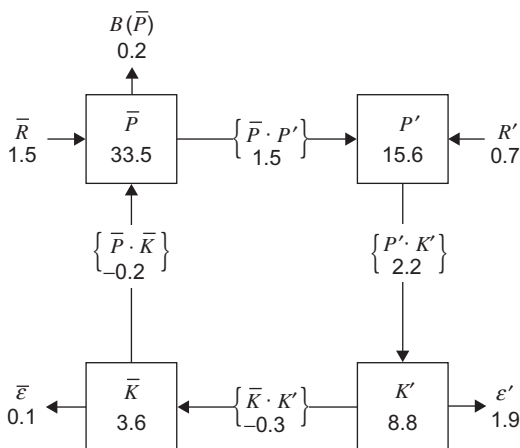 B(P̅)
0.2
R̅
1.5
P̅
33.5
{P̅ · P′}
1.5
P′
15.6
R′
0.7
{P̅ · K̅}
−0.2
{P′ · K′}
2.2
ε̅
0.1
K̅
3.6
{K̅ · K′}
−0.3
K′
8.8
ε′
1.9